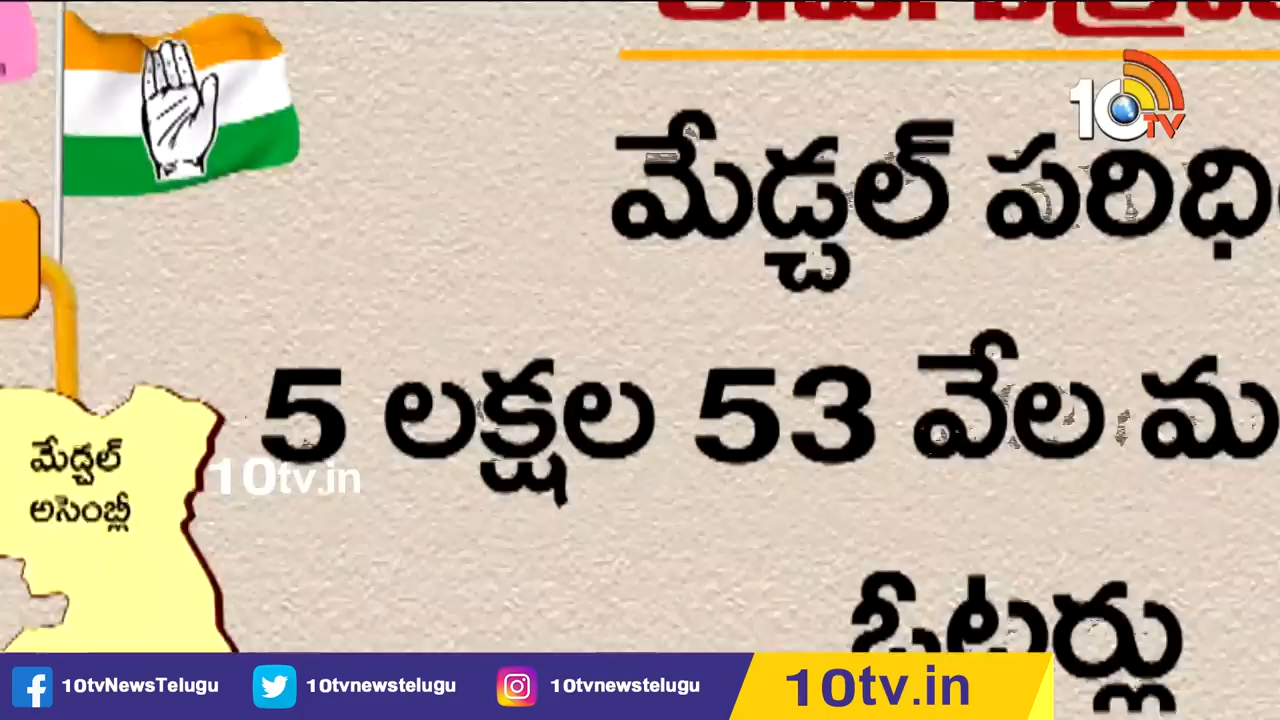 10TV
మేడ్చల్ పరిధి
5 లక్షల 53 వేల
మేడ్చల్
అసెంబ్లీ
10tv.in
ఓటర్లు
10tvNewsTelugu
10tvnewstelugu
10tvnewstelugu
10tv.in